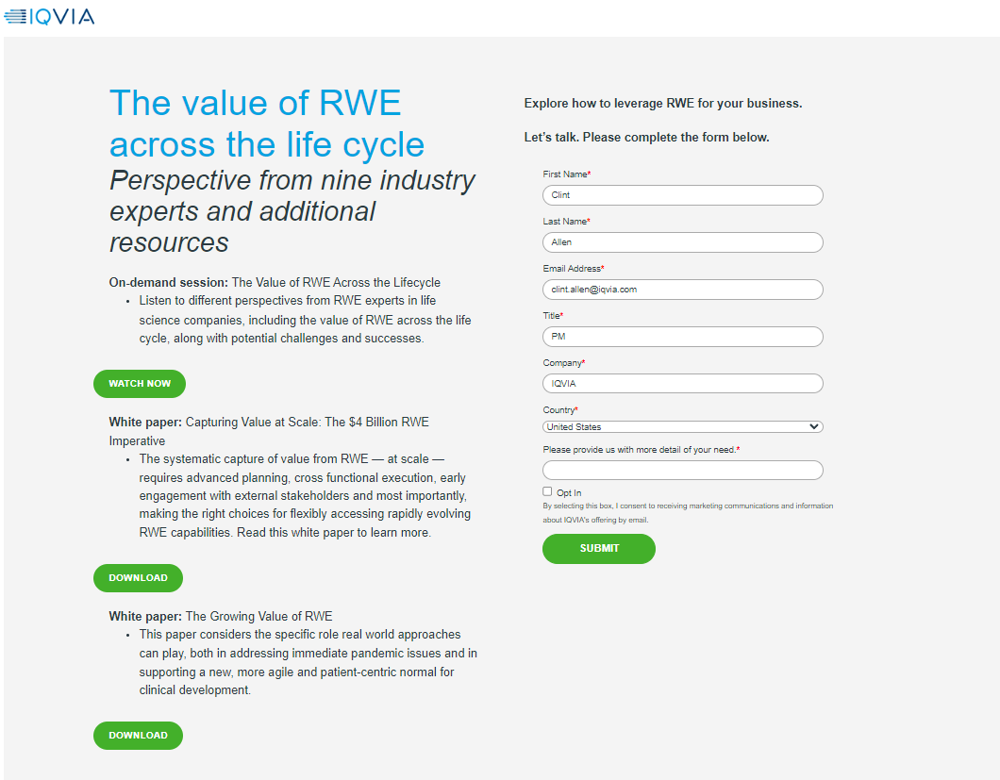 IQVIA
The value of RWE
across the life cycle
Perspective from nine industry
experts and additional
resources
On-demand session: The Value of RWE Across the Lifecycle
• Listen to different perspectives from RWE experts in life
science companies, including the value of RWE across the life
cycle, along with potential challenges and successes.
WATCH NOW
White paper: Capturing Value at Scale: The $4 Billion RWE
Imperative
• The systematic capture of value from RWE — at scale —
requires advanced planning, cross functional execution, early
engagement with external stakeholders and most importantly,
making the right choices for flexibly accessing rapidly evolving
RWE capabilities. Read this white paper to learn more.
DOWNLOAD
White paper: The Growing Value of RWE
• This paper considers the specific role real world approaches
can play, both in addressing immediate pandemic issues and in
supporting a new, more agile and patient-centric normal for
clinical development.
DOWNLOAD
Explore how to leverage RWE for your business.
Let's talk. Please complete the form below.
First Name*
Clint
Last Name*
Allen
Email Address*
clint.allen@iqvia.com
Title*
PM
Company*
IQVIA
Country*
United States
Please provide us with more detail of your need.*
Opt In
By selecting this box, I consent to receiving marketing communications and information
about IQVIA's offering by email.
SUBMIT